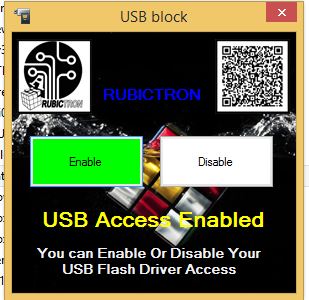 USB block
RUBICTRON
RUBICTRON
Enable
Disable
USB Access Enabled
You can Enable Or Disable Your
USB Flash Driver Access